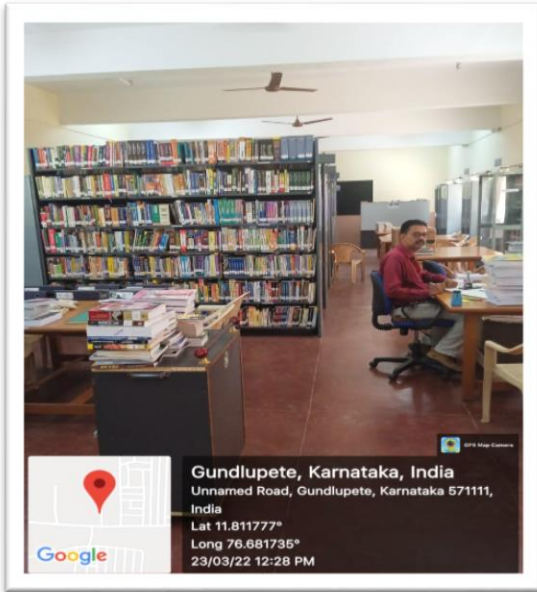 GPS Map Camera
Gundlupete, Karnataka, India
Unnamed Road, Gundlupete, Karnataka 571111,
India
Lat 11.811777°
Long 76.681735°
23/03/22 12:28 PM
Google